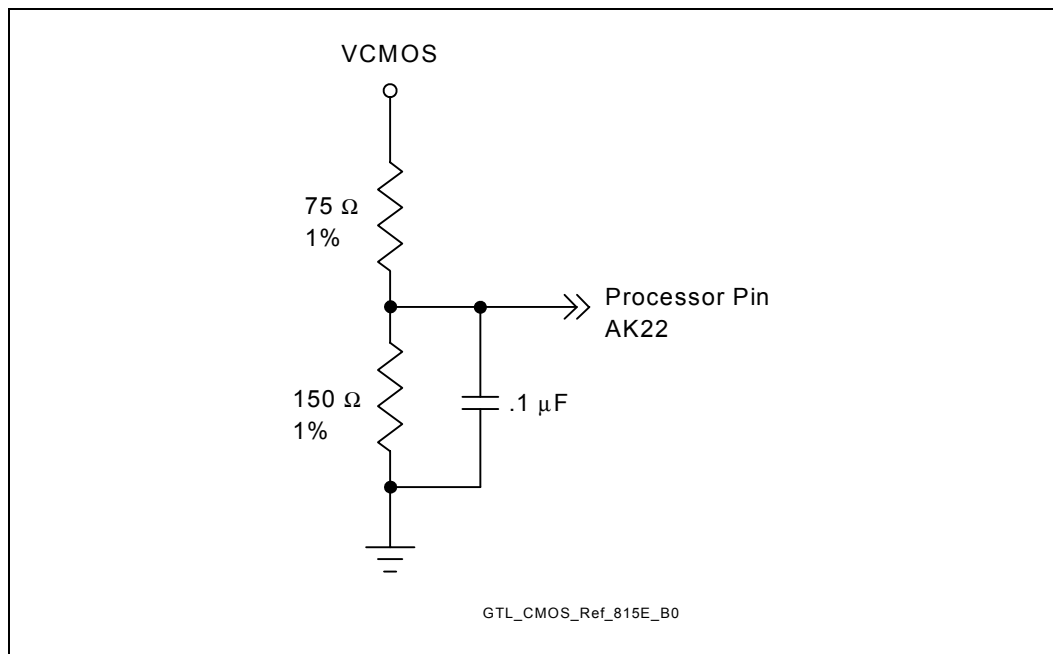 VCMOS
75 Ω
1%
Processor Pin
AK22
150 Ω
1%
.1 μF
GTL_CMOS_Ref_815E_B0